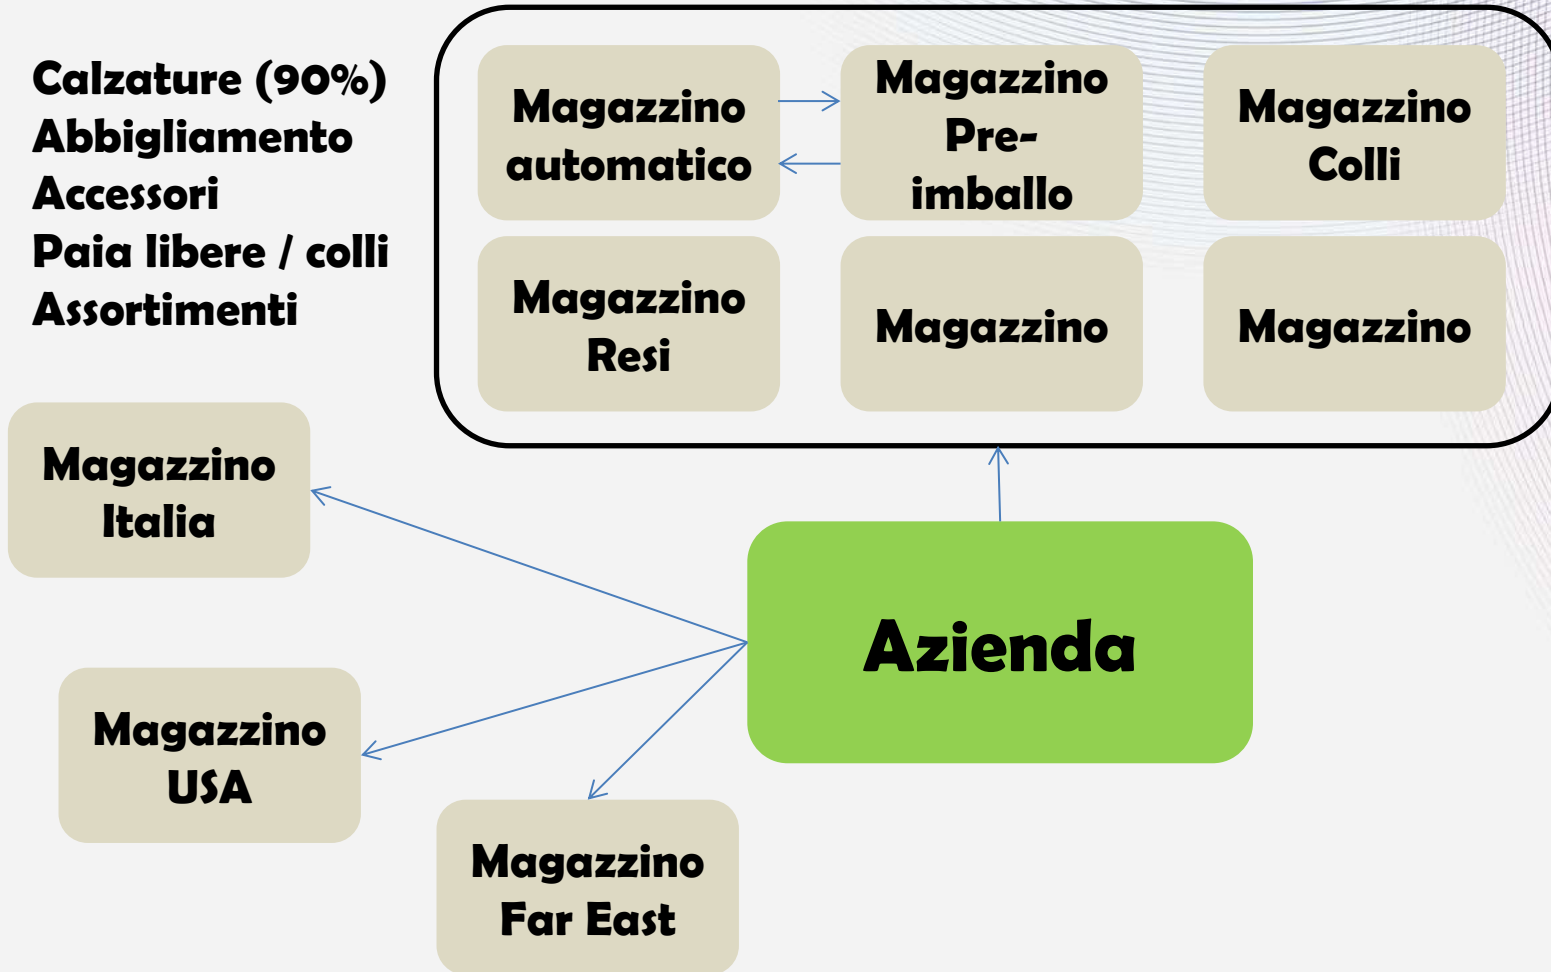 Calzature (90%)
Abbigliamento
Accessori
Paia libere / colli
Assortimenti
Magazzino
automatico
Magazzino
Pre-
imballo
Magazzino
Colli
Magazzino
Resi
Magazzino
Magazzino
Magazzino
Italia
Azienda
Magazzino
USA
Magazzino
Far East